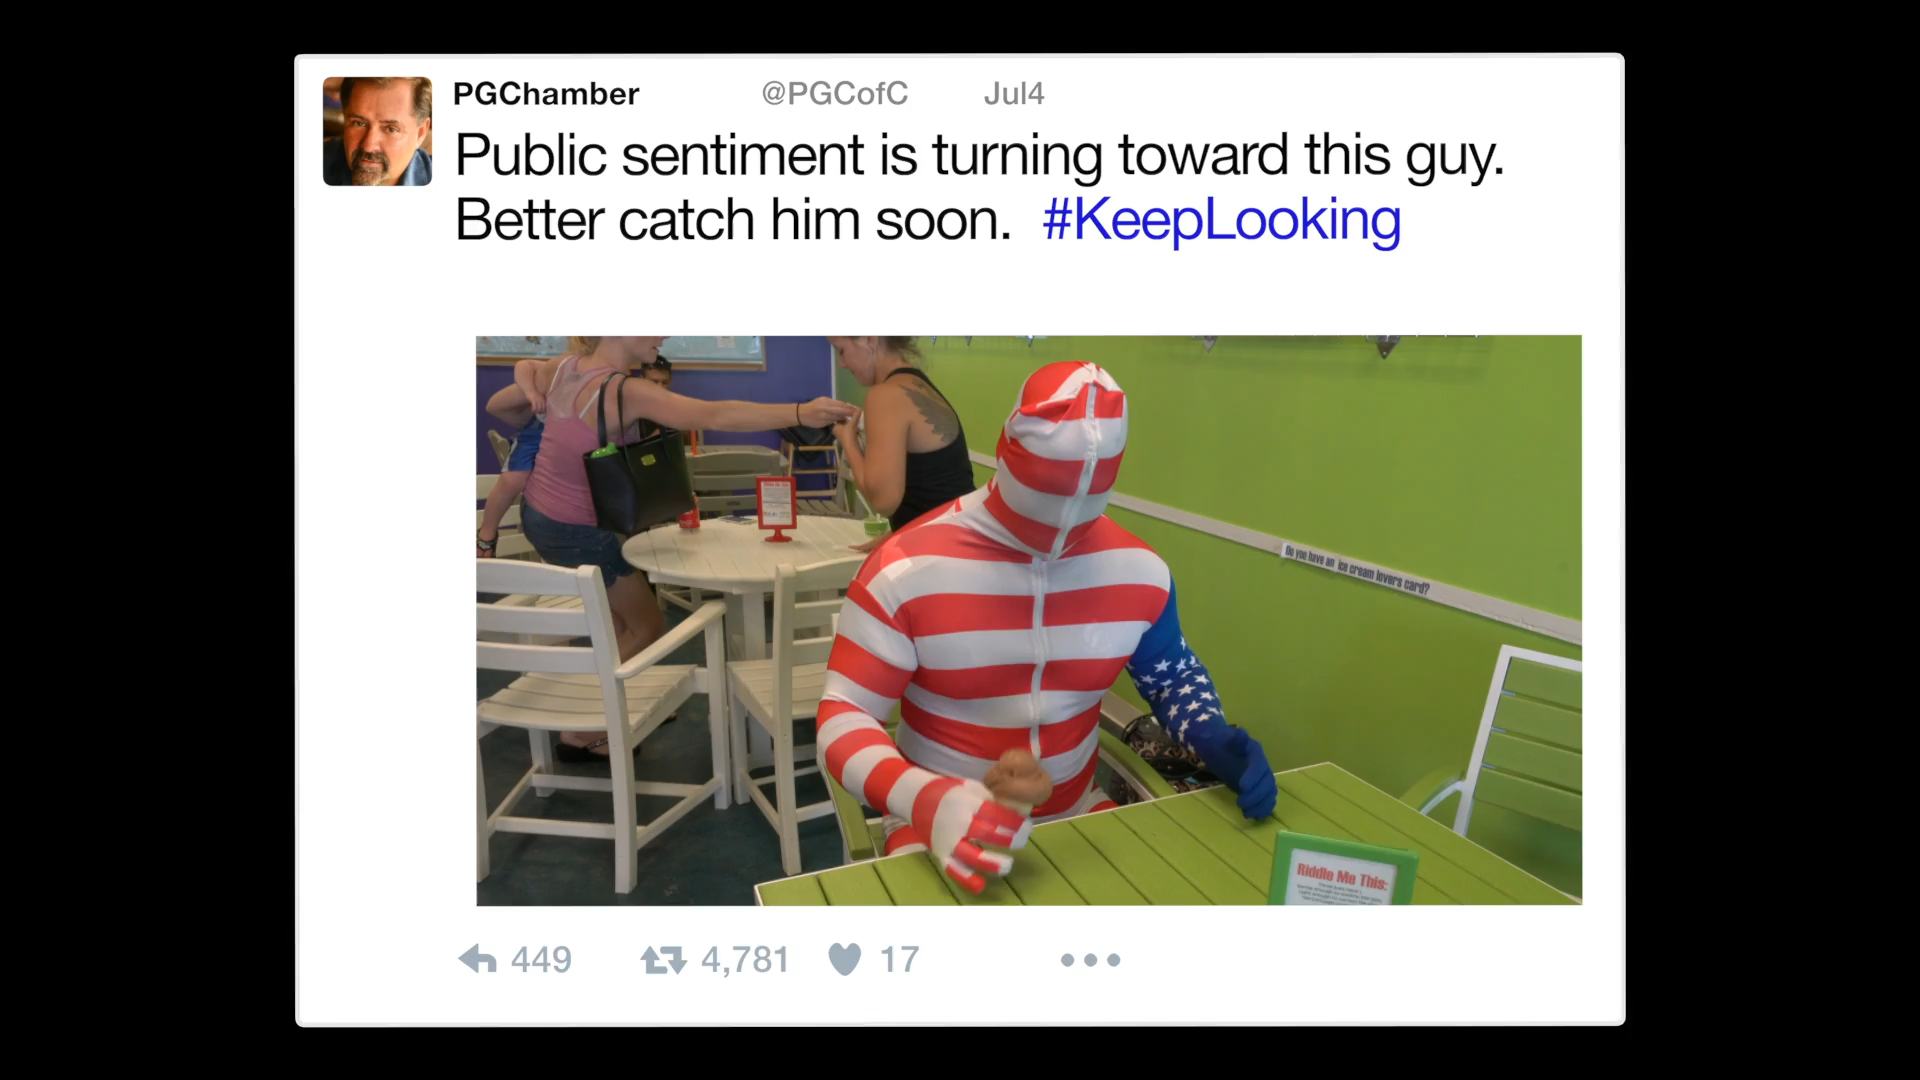 PGChamber @PGCofC Jul4
Public sentiment is turning toward this guy.
Better catch him soon. #KeepLooking
Do you have an ice cream lovers card?
Riddle Me This:
449 4,781 17